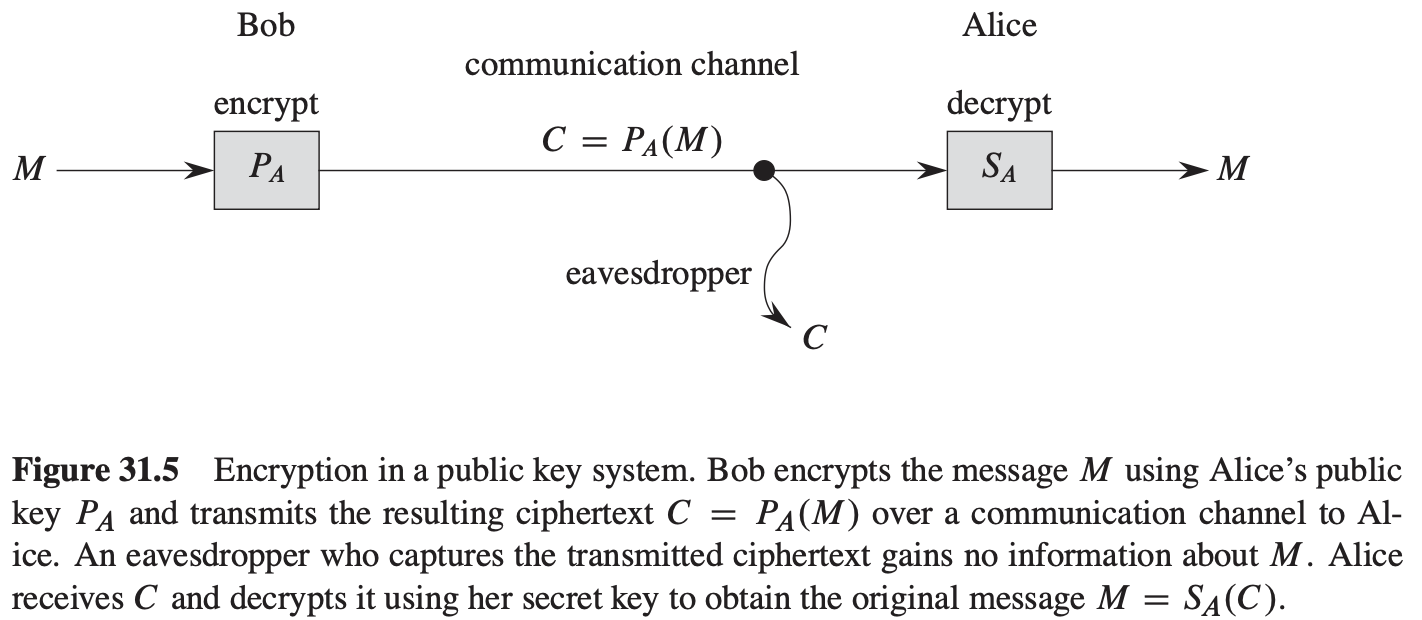 Bob
Alice
communication channel
encrypt
decrypt
C = P_A(M)
M
P_A
S_A
M
eavesdropper
C
Figure 31.5 Encryption in a public key system. Bob encrypts the message M using Alice’s public
key P_A and transmits the resulting ciphertext C = P_A(M) over a communication channel to Al-
ice. An eavesdropper who captures the transmitted ciphertext gains no information about M. Alice
receives C and decrypts it using her secret key to obtain the original message M = S_A(C).